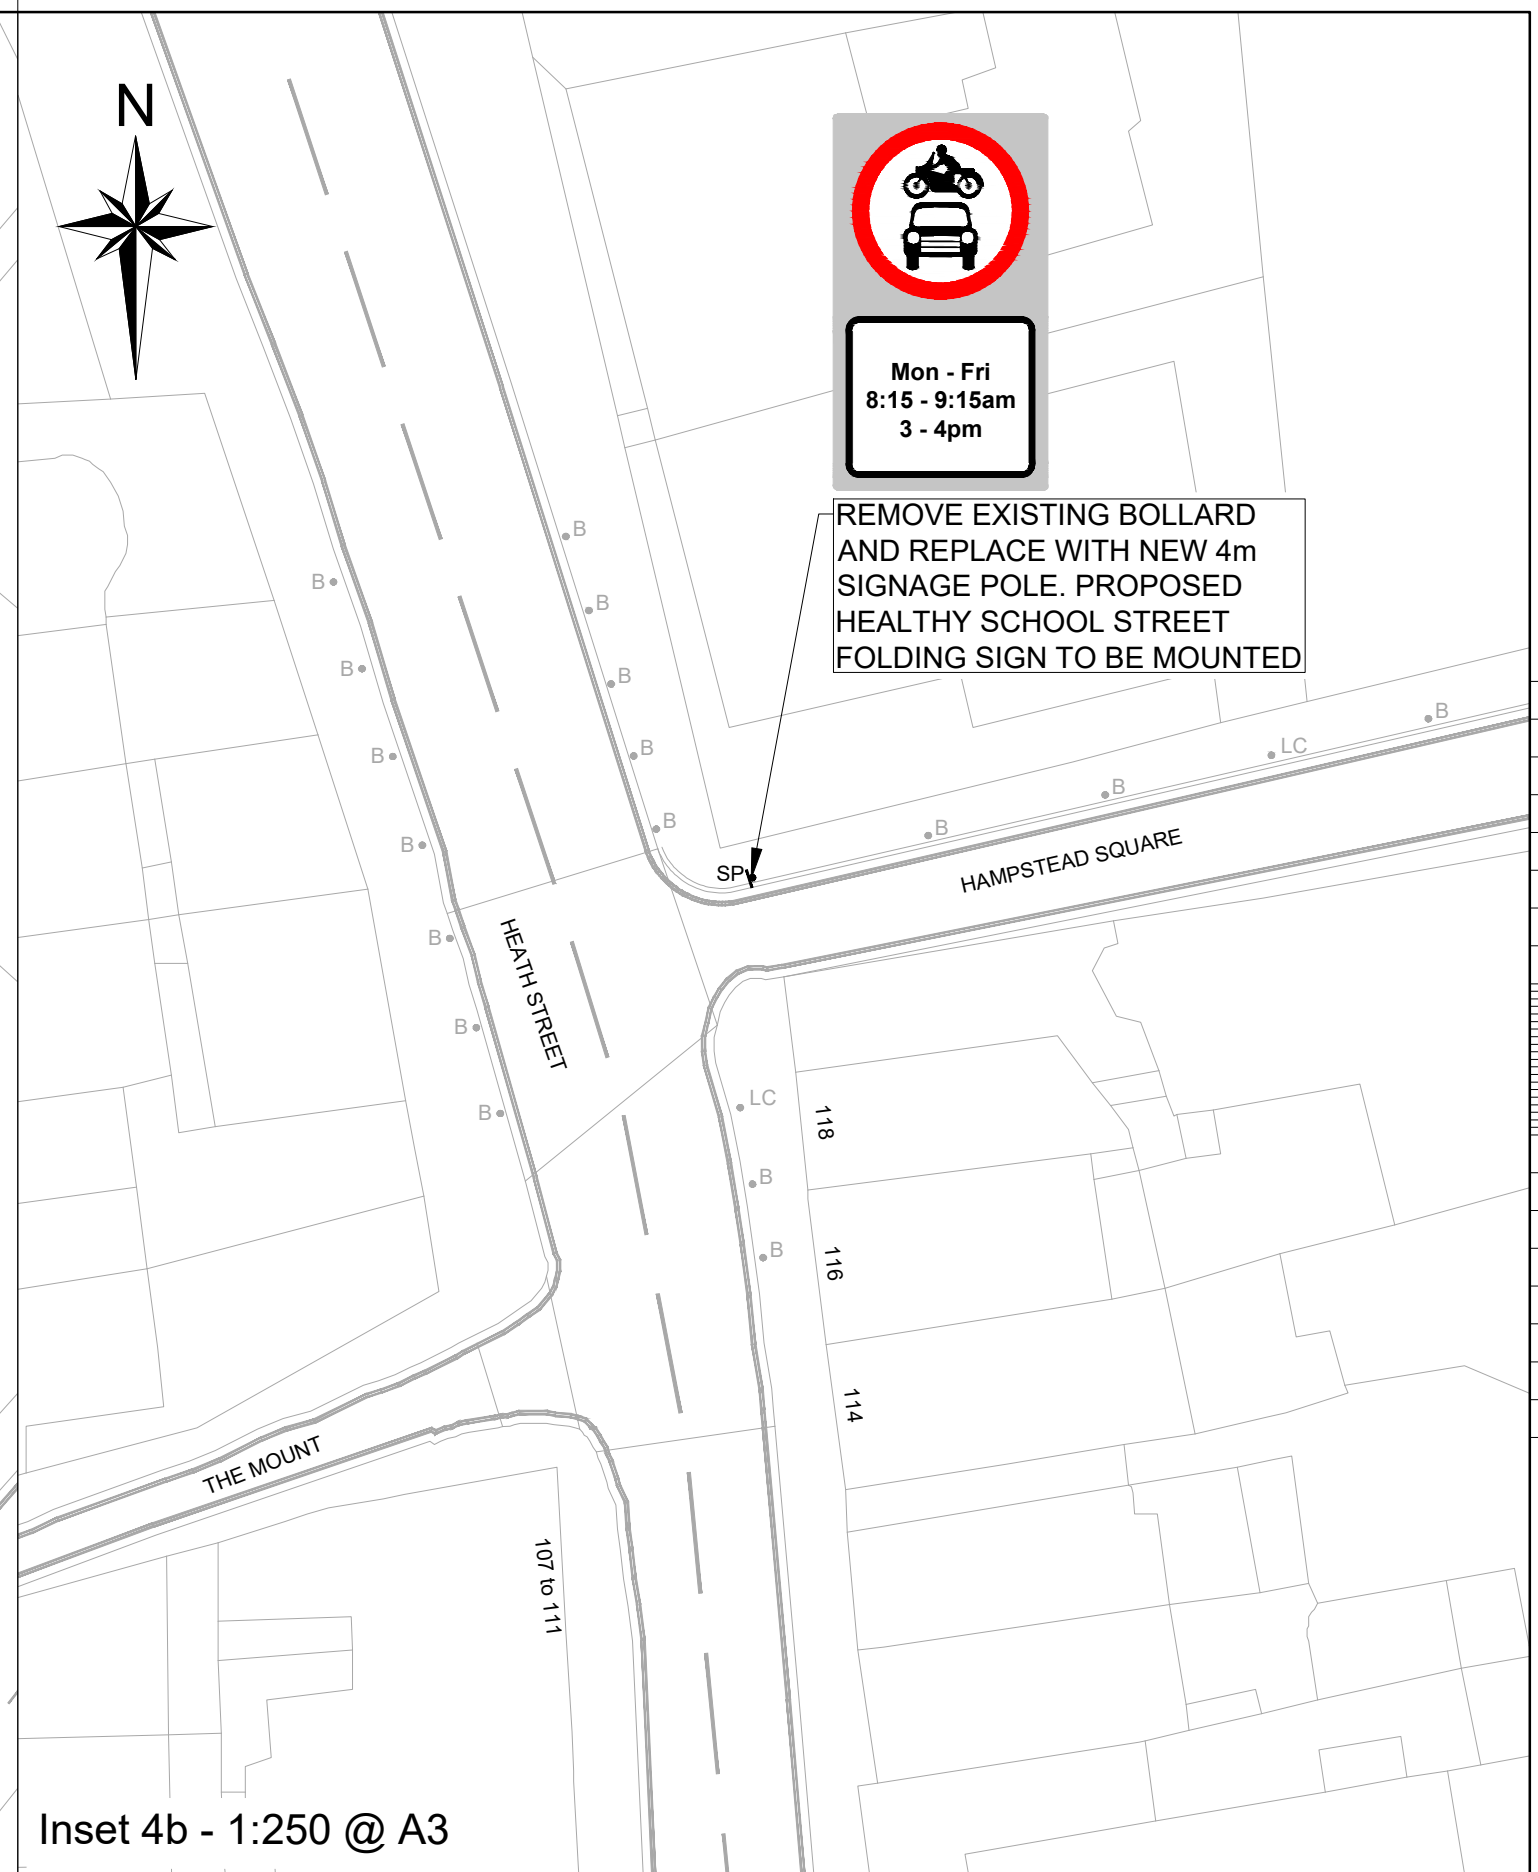 N
Mon - Fri
8:15 - 9:15am
3 - 4pm
REMOVE EXISTING BOLLARD
AND REPLACE WITH NEW 4m
SIGNAGE POLE. PROPOSED
HEALTHY SCHOOL STREET
FOLDING SIGN TO BE MOUNTED
B
B
B
B
B
B
B
LC
B
B
B
B
B
B
SP
HAMPSTEAD SQUARE
HEATH STREET
B
B
B
LC
118
B
B
116
114
THE MOUNT
107 to 111
Inset 4b - 1:250 @ A3